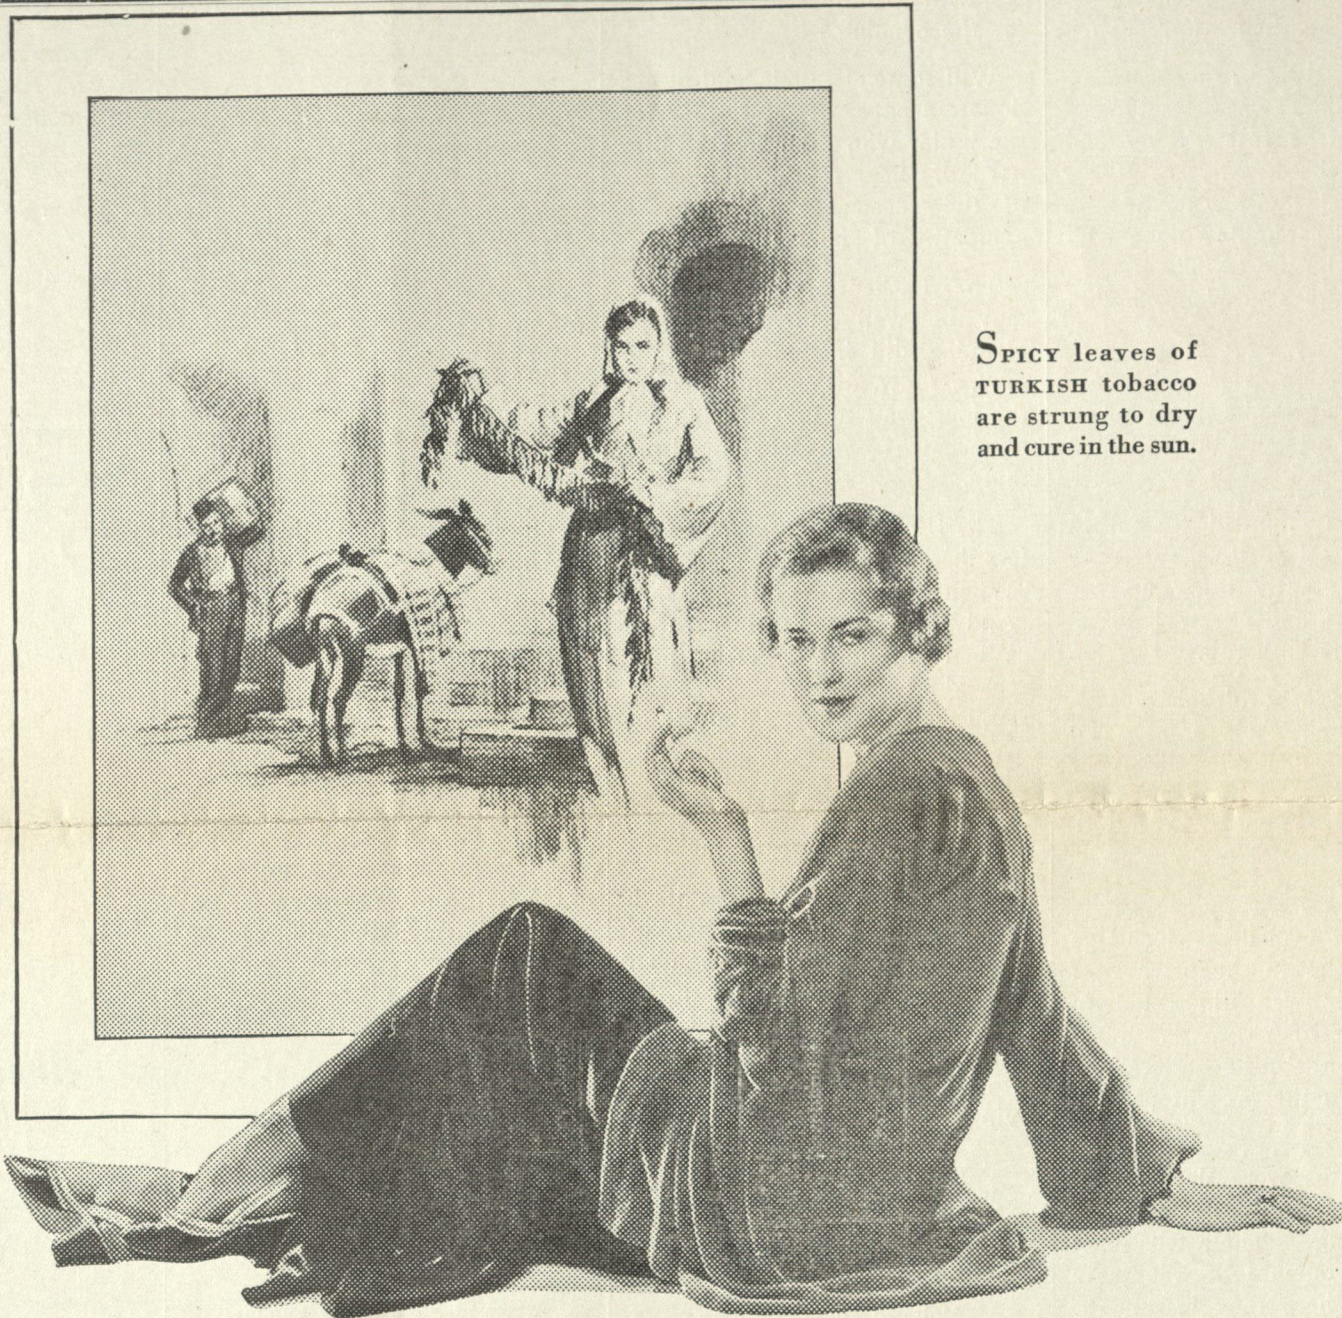 SPICY leaves of
TURKISH tobacco
are strung to dry
and cure in the sun.